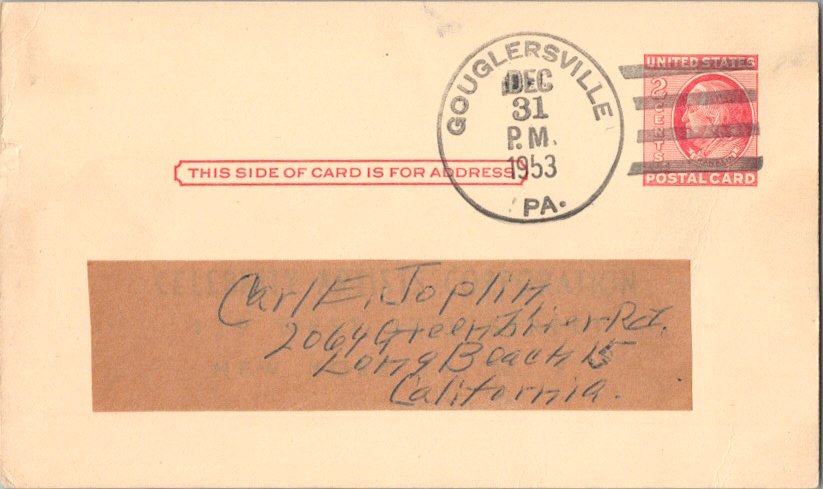 GOUGLERSVILLE
DEC
31
P.M.
1953
PA.
UNITED STATES
2 CENTS
FRANKLIN
POSTAL CARD
THIS SIDE OF CARD IS FOR ADDRESS
Carl E. Joplin
2064 Greenbrier Rd.
Long Beach 15
California.